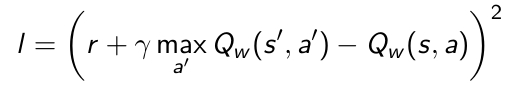 l = ( r + γ max_{a'} Q_w(s', a') − Q_w(s, a) )^2